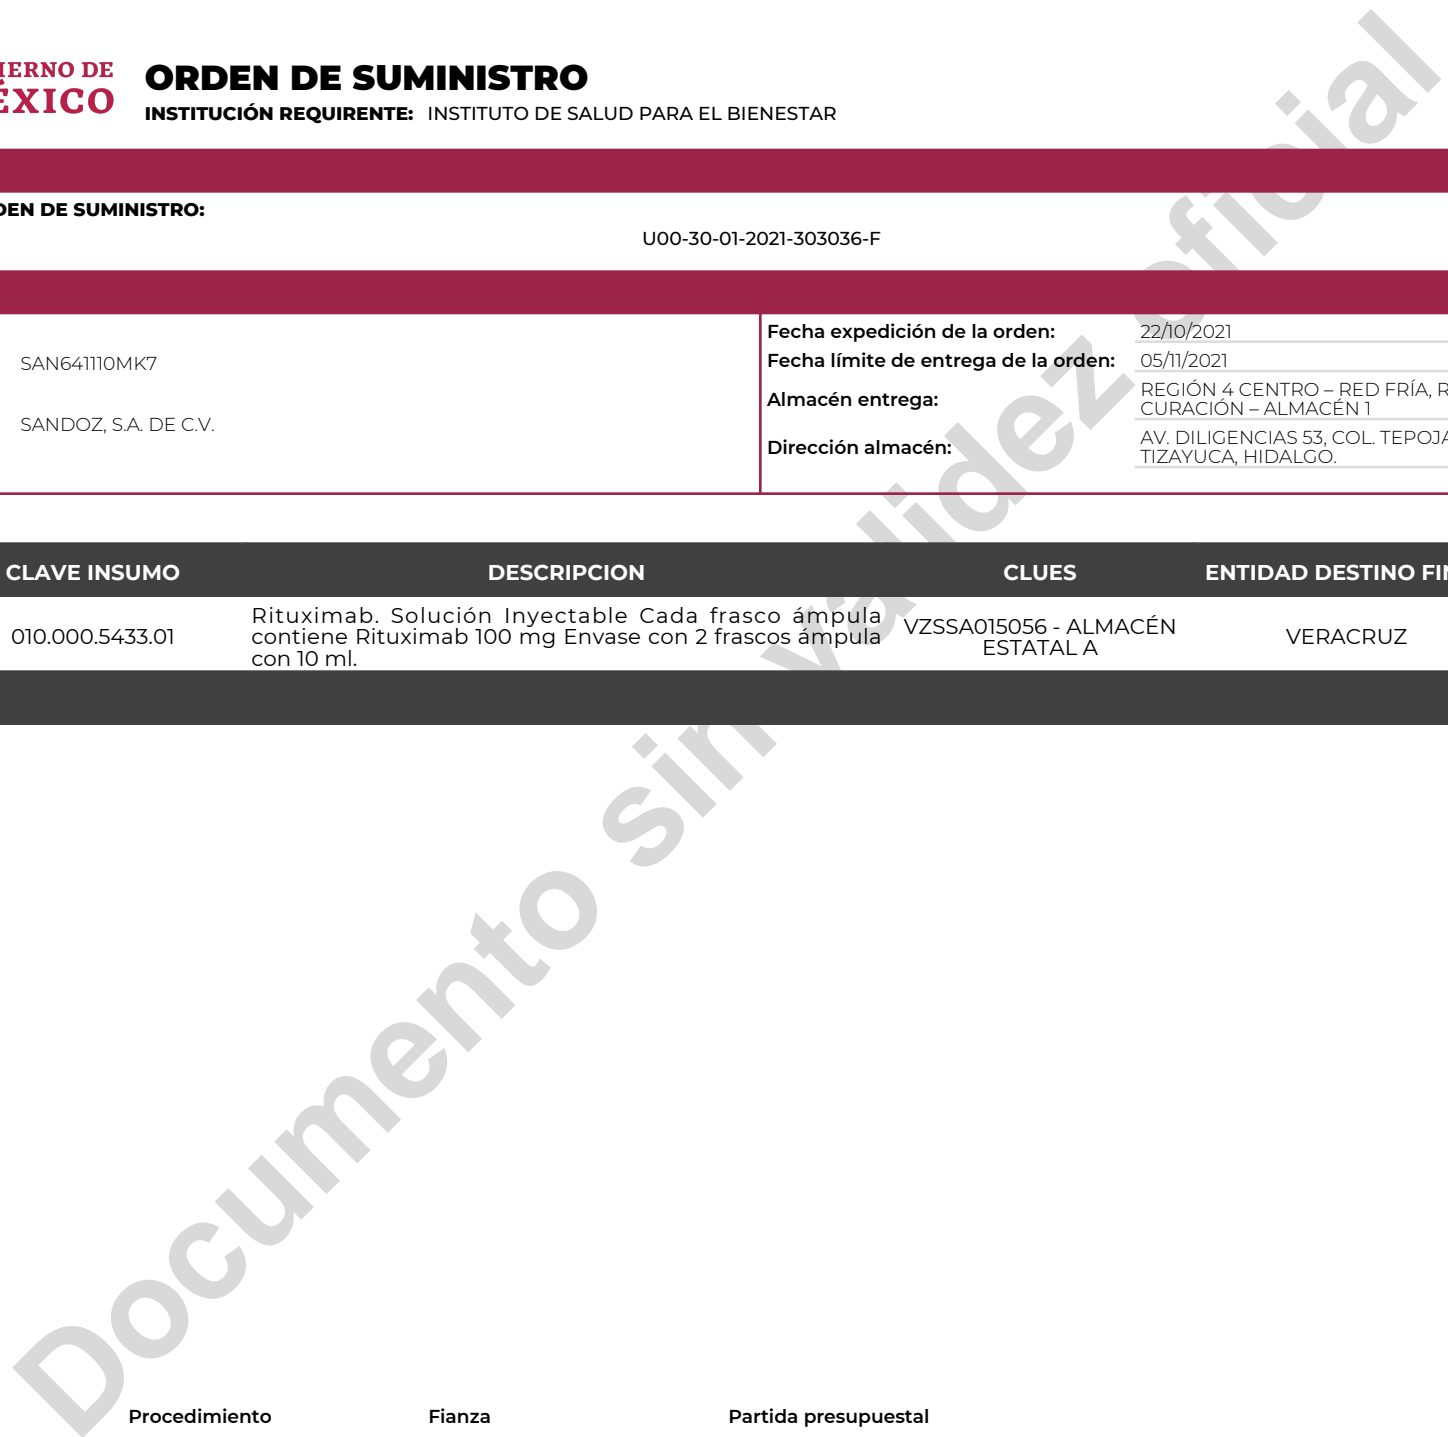 ORDEN DE SUMINISTRO
INSTITUCIÓN REQUIRENTE: INSTITUTO DE SALUD PARA EL BIENESTAR
DE
XICO
DE SUMINISTRO:
U00-30-01-2021-303036-F
SAN641110MK7
SANDOZ, S.A. DE C.V.
Fecha expedición de la orden: 22/10/2021
Fecha límite de entrega de la orden: 05/11/2021
Almacén entrega: REGIÓN 4 CENTRO – RED FRÍA,
CURACIÓN – ALMACÉN 1
Dirección almacén: AV. DILIGENCIAS 53, COL.
TIZAYUCA, HIDALGO.
CLAVE INSUMO DESCRIPCION CLUES ENTIDAD DESTINO
010.000.5433.01
Rituximab. Solución Inyectable Cada frasco ámpula
contiene Rituximab 100 mg Envase con 2 frascos ámpula
con 10 ml.
VZSSA015056 - ALMACÉN
ESTATAL A
VERACRUZ
Documento sin validez oficial
Procedimiento Fianza Partida presupuestal